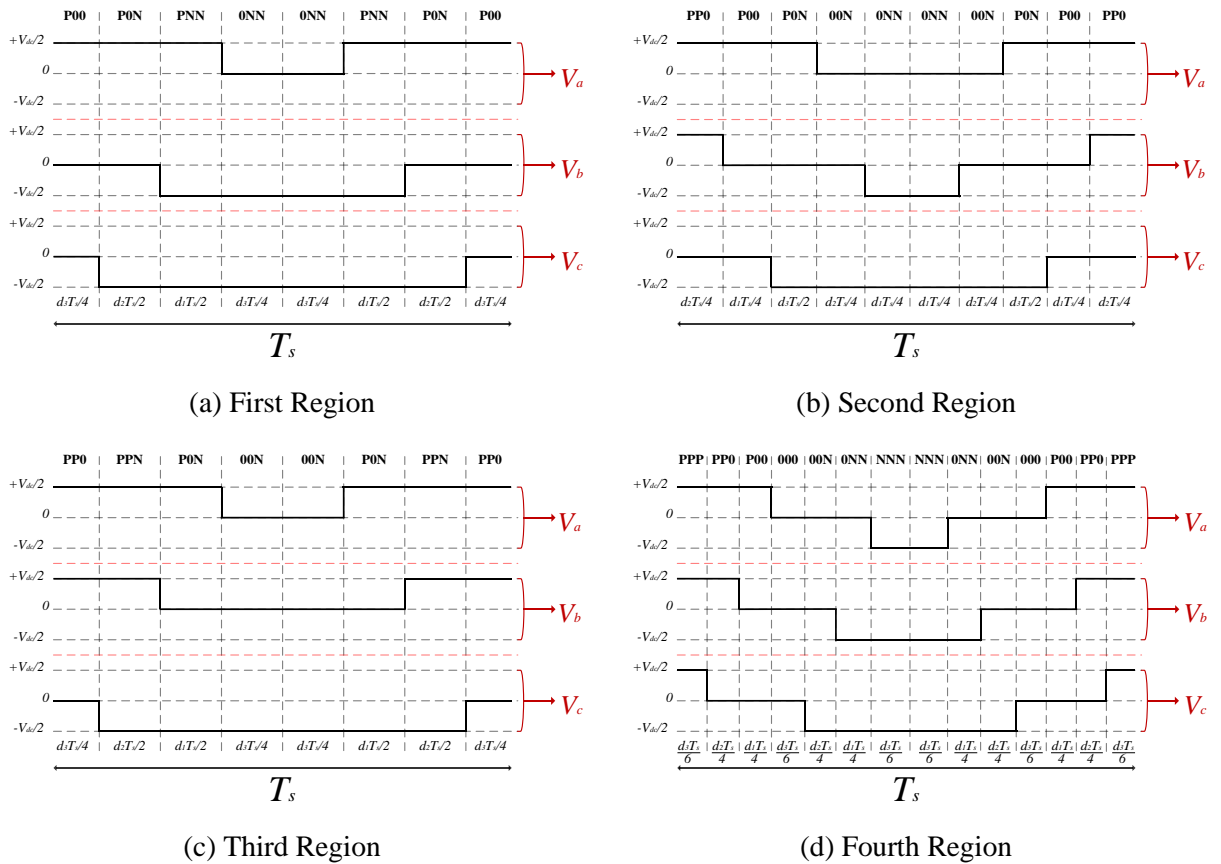 P00 P0N PNN 0NN 0NN PNN P0N P00
+Vdc/2
0
-Vdc/2
Va
+Vdc/2
0
-Vdc/2
Vb
+Vdc/2
0
-Vdc/2
Vc
d3Ts/4 d2Ts/2 d1Ts/2 d3Ts/4 d3Ts/4 d1Ts/2 d2Ts/2 d3Ts/4
Ts
(a) First Region
PP0 P00 P0N 00N 0NN 0NN 00N P0N P00 PP0
+Vdc/2
0
-Vdc/2
Va
+Vdc/2
0
-Vdc/2
Vb
+Vdc/2
0
-Vdc/2
Vc
d2Ts/4 d1Ts/4 d3Ts/2 d2Ts/4 d1Ts/4 d1Ts/4 d2Ts/4 d3Ts/2 d1Ts/4 d2Ts/4
Ts
(b) Second Region
PP0 PPN P0N 00N 00N P0N PPN PP0
+Vdc/2
0
-Vdc/2
Va
+Vdc/2
0
-Vdc/2
Vb
+Vdc/2
0
-Vdc/2
Vc
d3Ts/4 d2Ts/2 d1Ts/2 d3Ts/4 d3Ts/4 d1Ts/2 d2Ts/2 d3Ts/4
Ts
(c) Third Region
PPP PP0 P00 000 00N 0NN NNN NNN 0NN 00N 000 P00 PP0 PPP
+Vdc/2
0
-Vdc/2
Va
+Vdc/2
0
-Vdc/2
Vb
+Vdc/2
0
-Vdc/2
Vc
d3Ts d2Ts d1Ts d3Ts d2Ts d1Ts d3Ts d3Ts d1Ts d2Ts d3Ts d1Ts d2Ts d3Ts
6 4 4 6 4 4 6 6 4 4 6 4 4 6
Ts
(d) Fourth Region